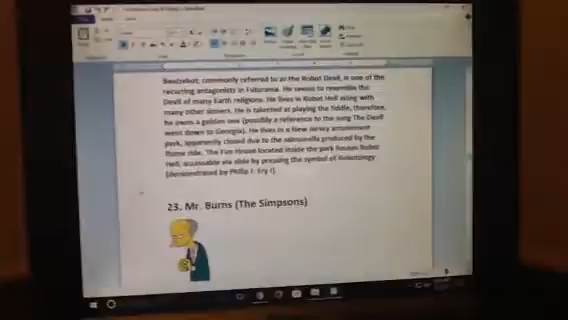 Beelzebot, commonly referred to as the Robot Devil, is one of the
recurring antagonists in Futurama. He seems to resemble the
Devil of many Earth religions. He lives in Robot Hell along with
many other sinners. He is talented at playing the fiddle, therefore,
he owns a golden one (possibly a reference to the song The Devil
went down to Georgia). He lives in a New Jersey amusement
park, apparently closed due to the salmonella produced by the
flume ride. The Fun House located inside the park houses Robot
Hell, accessable via slide by pressing the symbol of Robotology
(demonstrated by Philip J. Fry I).
23. Mr. Burns (The Simpsons)